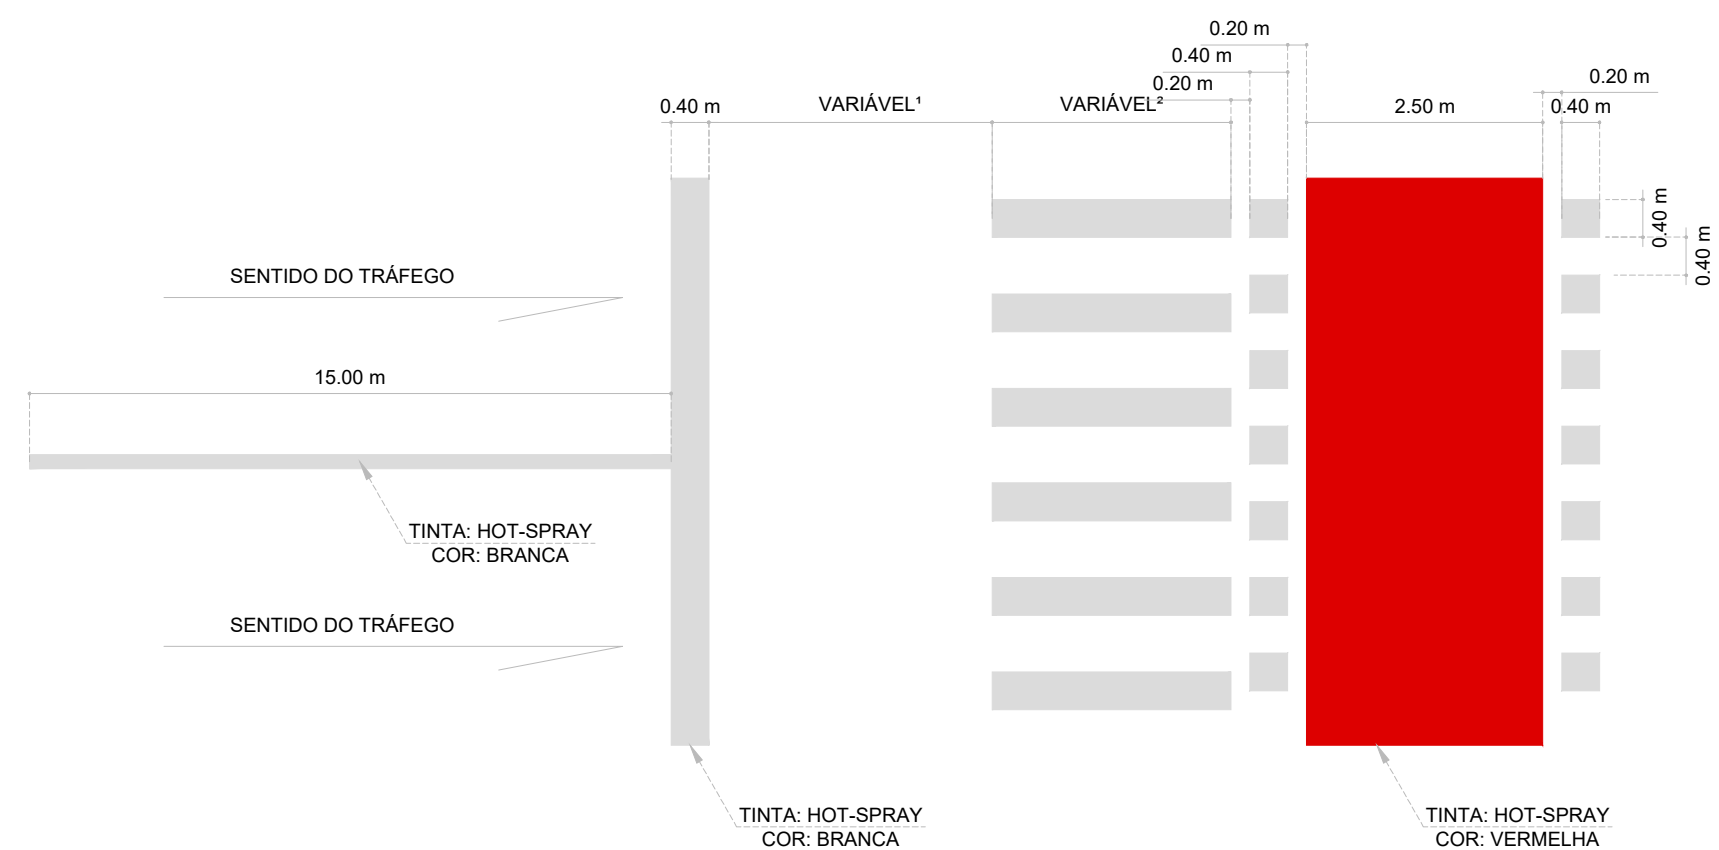 0.20 m
0.40 m
0.20 m
0.20 m
0.40 m
VARIÁVEL¹
VARIÁVEL²
2.50 m
0.40 m
0.40 m
0.40 m
SENTIDO DO TRÁFEGO
15.00 m
TINTA: HOT-SPRAY
COR: BRANCA
SENTIDO DO TRÁFEGO
TINTA: HOT-SPRAY
COR: BRANCA
TINTA: HOT-SPRAY
COR: VERMELHA